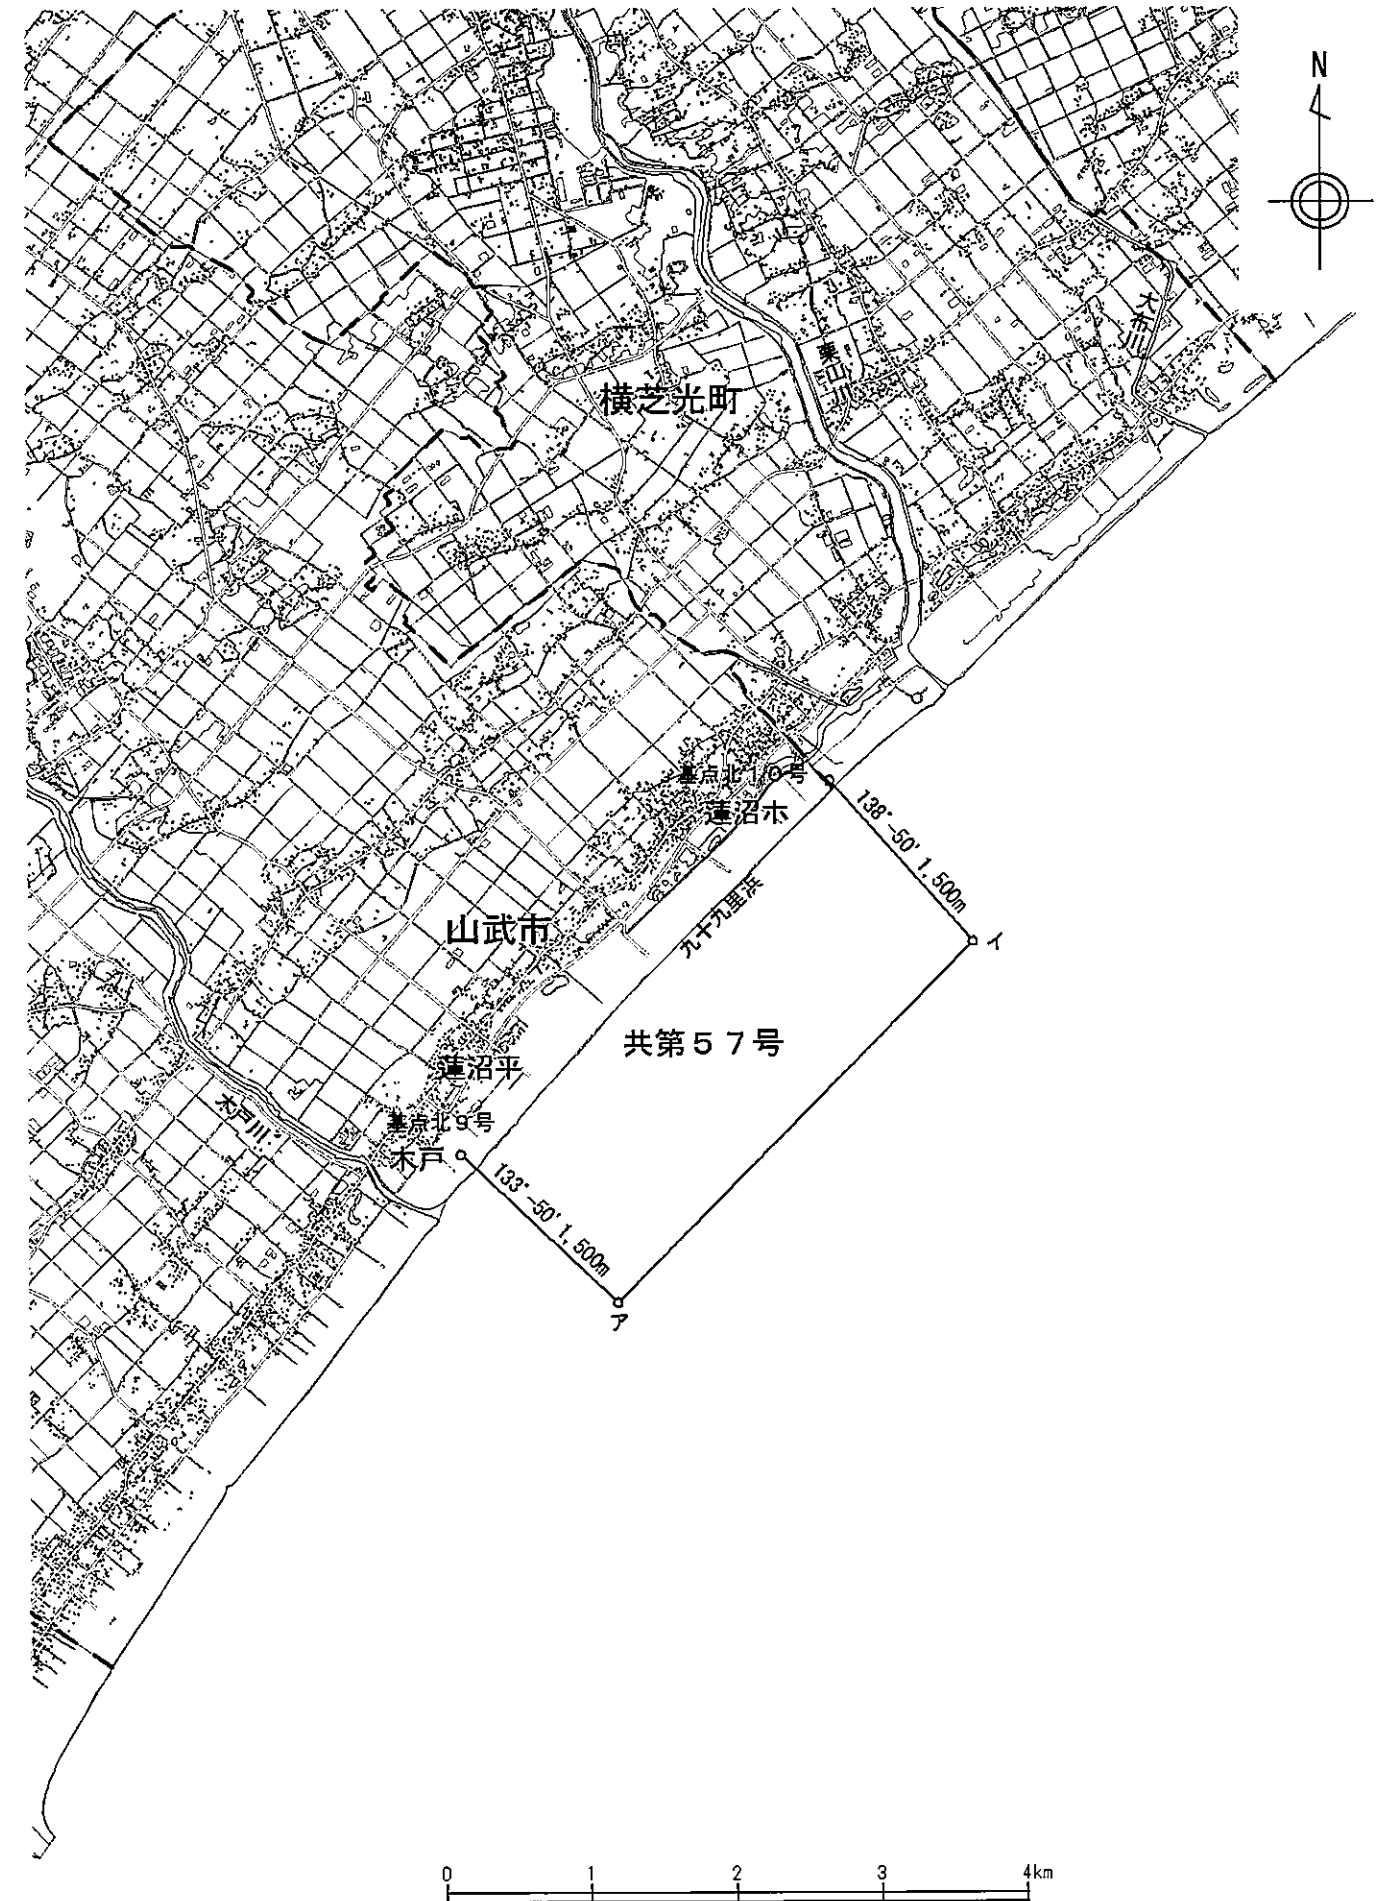 N
大布川
栗山川
横芝光町
基点北10号
蓮沼ホ
138°-50' 1,500m
イ
九十九里浜
山武市
共第57号
蓮沼平
基点北9号
木戸
木戸川
133°-50' 1,500m
ア
0 1 2 3 4km